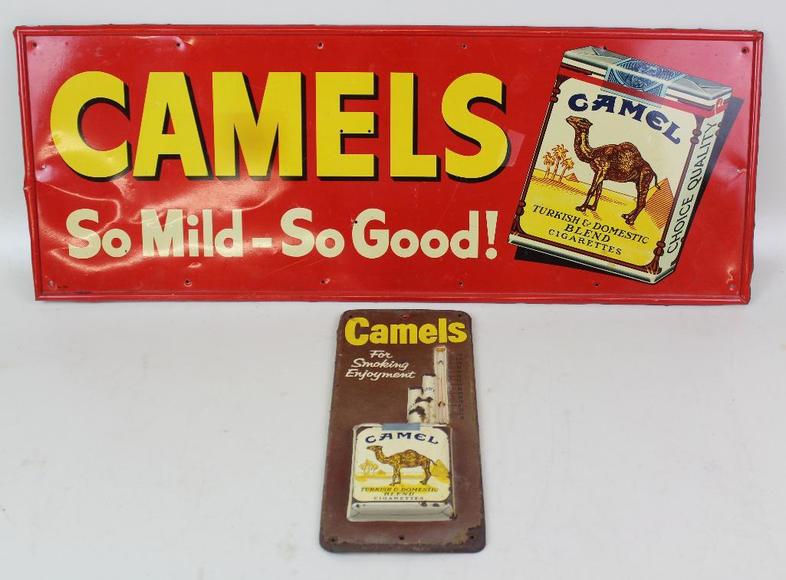 CAMELS
So Mild - So Good!
CAMEL
TURKISH & DOMESTIC
BLEND
CIGARETTES
CHOICE QUALITY
Camels
For
Smoking
Enjoyment
CAMEL
TURKISH & DOMESTIC
BLEND
CIGARETTES